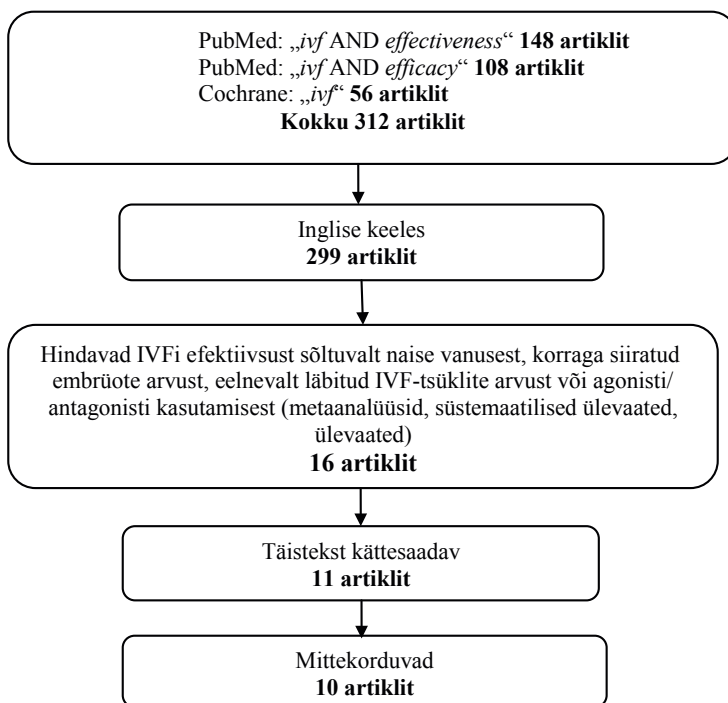 PubMed: „ivf AND effectiveness“ 148 artiklit
PubMed: „ivf AND efficacy“ 108 artiklit
Cochrane: „ivf“ 56 artiklit
Kokku 312 artiklit
Inglise keeles
299 artiklit
Hindavad IVFi efektiivsust sõltuvalt naise vanusest, korraga siiratud
embrüote arvust, eelnevalt läbitud IVF-tsüklite arvust või agonisti/
antagonisti kasutamisest (metaanalüüsid, süstemaatilised ülevaated,
ülevaated)
16 artiklit
Täistekst kättesaadav
11 artiklit
Mittekorduvad
10 artiklit